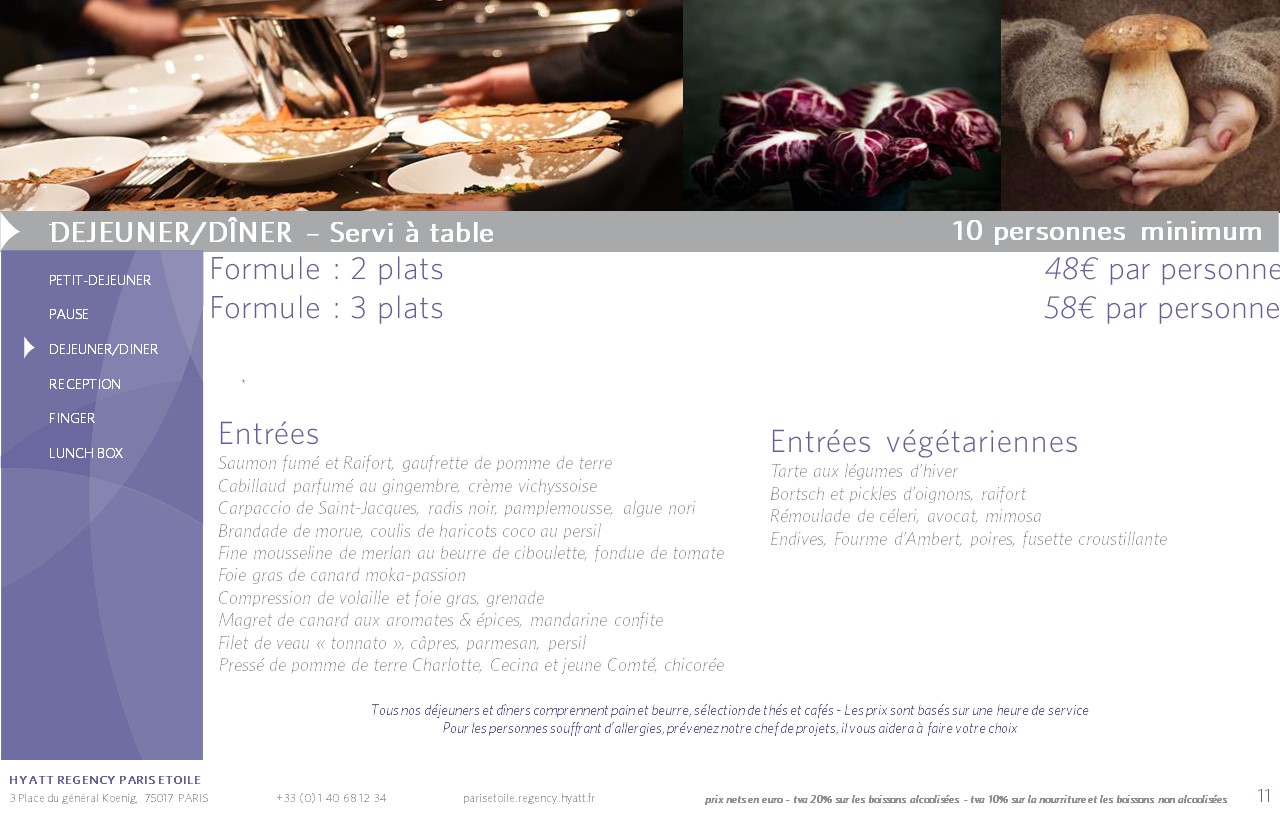 DEJEUNER/DÎNER – Servi à table
10 personnes minimum
PETIT-DEJEUNER
PAUSE
DEJEUNER/DINER
RECEPTION
FINGER
LUNCH BOX
Formule : 2 plats
48€ par personne
Formule : 3 plats
58€ par personne
Entrées
Saumon fumé et Raifort, gaufrette de pomme de terre
Cabillaud parfumé au gingembre, crème vichyssoise
Carpaccio de Saint-Jacques, radis noir, pamplemousse, algue nori
Brandade de morue, coulis de haricots coco au persil
Fine mousseline de merlan au beurre de ciboulette, fondue de tomate
Foie gras de canard moka-passion
Compression de volaille et foie gras, grenade
Magret de canard aux aromates & épices, mandarine confite
Filet de veau « tonnato », câpres, parmesan, persil
Pressé de pomme de terre Charlotte, Cecina et jeune Comté, chicorée
Entrées végétariennes
Tarte aux légumes d'hiver
Bortsch et pickles d'oignons, raifort
Rémoulade de céleri, avocat, mimosa
Endives, Fourme d'Ambert, poires, fusette croustillante
Tous nos déjeuners et dîners comprennent pain et beurre, sélection de thés et cafés - Les prix sont basés sur une heure de service
Pour les personnes souffrant d'allergies, prévenez notre chef de projets, il vous aidera à faire votre choix
HYATT REGENCY PARIS ETOILE
3 Place du général Koenig, 75017 PARIS
+33 (0) 1 40 68 12 34
parisetoile.regency.hyatt.fr
prix nets en euro - tva 20% sur les boissons alcoolisées - tva 10% sur la nourriture et les boissons non alcoolisées
11